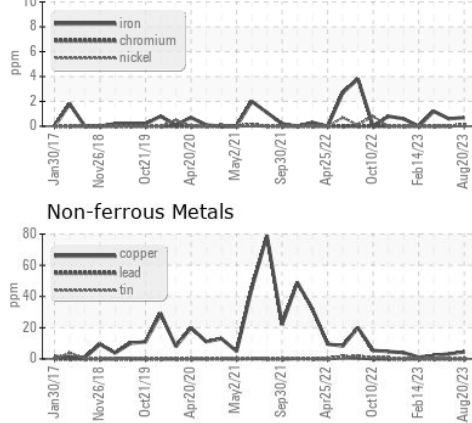 10
8
6
4
2
0
ppm
iron
chromium
nickel
Jan30/17
Nov26/18
Oct21/19
Apr20/20
May2/21
Sep30/21
Apr25/22
Oct10/22
Feb14/23
Aug20/23
Non-ferrous Metals
80
60
40
20
0
ppm
copper
lead
tin
Jan30/17
Nov26/18
Oct21/19
Apr20/20
May2/21
Sep30/21
Apr25/22
Oct10/22
Feb14/23
Aug20/23